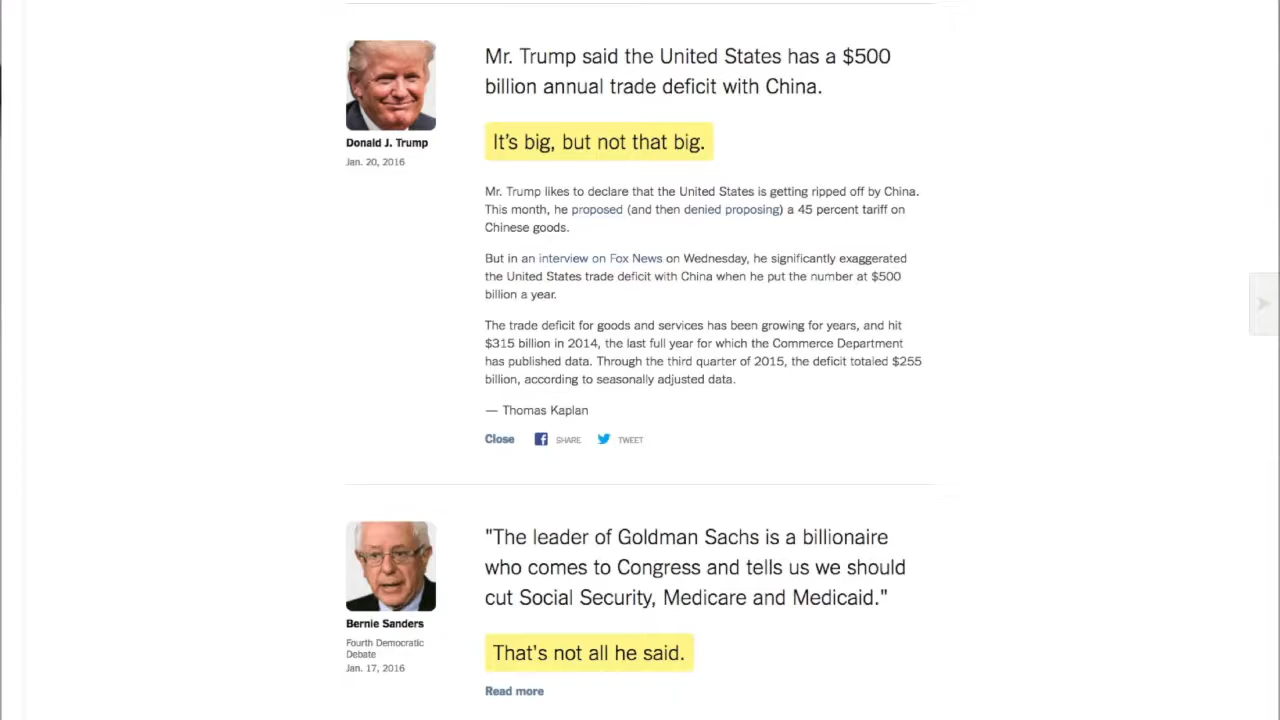 Mr. Trump said the United States has a $500
billion annual trade deficit with China.
Donald J. Trump
Jan. 20, 2016
It's big, but not that big.
Mr. Trump likes to declare that the United States is getting ripped off by China.
This month, he proposed (and then denied proposing) a 45 percent tariff on
Chinese goods.
But in an interview on Fox News on Wednesday, he significantly exaggerated
the United States trade deficit with China when he put the number at $500
billion a year.
The trade deficit for goods and services has been growing for years, and hit
$315 billion in 2014, the last full year for which the Commerce Department
has published data. Through the third quarter of 2015, the deficit totaled $255
billion, according to seasonally adjusted data.
— Thomas Kaplan
Close SHARE TWEET
"The leader of Goldman Sachs is a billionaire
who comes to Congress and tells us we should
cut Social Security, Medicare and Medicaid."
Bernie Sanders
Fourth Democratic
Debate
Jan. 17, 2016
That's not all he said.
Read more